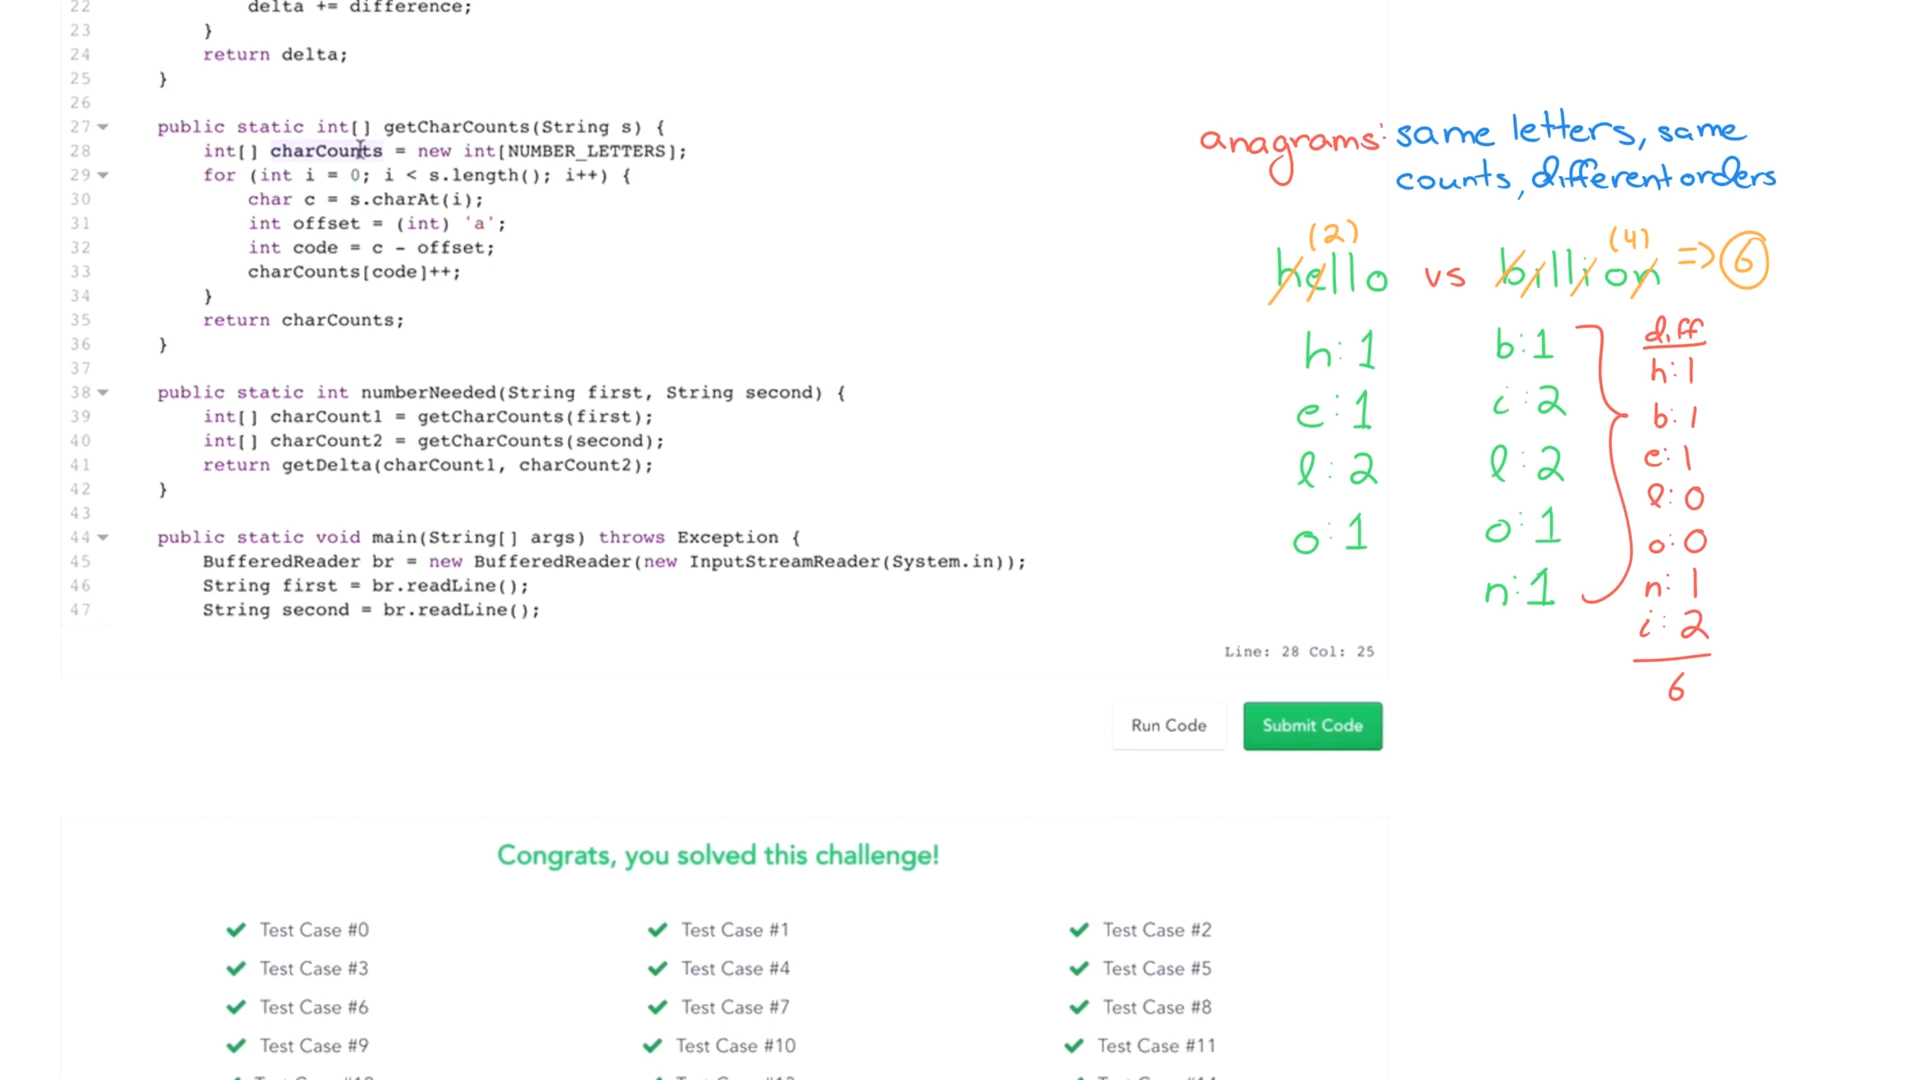 22 delta += difference;
23 }
24 return delta;
25 }
26
27 public static int[] getCharCounts(String s) {
28 int[] charCounts = new int[NUMBER_LETTERS];
29 for (int i = 0; i < s.length(); i++) {
30 char c = s.charAt(i);
31 int offset = (int) 'a';
32 int code = c - offset;
33 charCounts[code]++;
34 }
35 return charCounts;
36 }
37
38 public static int numberNeeded(String first, String second) {
39 int[] charCount1 = getCharCounts(first);
40 int[] charCount2 = getCharCounts(second);
41 return getDelta(charCount1, charCount2);
42 }
43
44 public static void main(String[] args) throws Exception {
45 BufferedReader br = new BufferedReader(new InputStreamReader(System.in));
46 String first = br.readLine();
47 String second = br.readLine();
Line: 28 Col: 25
Run Code Submit Code
anagrams: same letters, same
counts, different orders
(2) (4)
hello vs billion => 6
h:1
e:1
l:2
o:1
b:1
i:2
l:2
o:1
n:1
diff
h:1
b:1
e:1
l:0
o:0
n:1
i:2
6
Congrats, you solved this challenge!
Test Case #0 Test Case #1 Test Case #2
Test Case #3 Test Case #4 Test Case #5
Test Case #6 Test Case #7 Test Case #8
Test Case #9 Test Case #10 Test Case #11